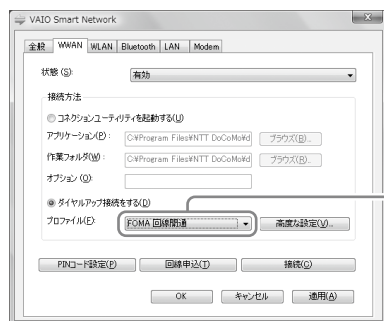 VAIO Smart Network
全般 WWAN WLAN Bluetooth LAN Modem
状態 (S): 有効
接続方法
コネクションユーティリティを起動する(U)
アプリケーション(P): C:¥Program Files¥NTT DoCoMo¥d ブラウズ(B)...
作業フォルダ(W): C:¥Program Files¥NTT DoCoMo¥d ブラウズ(R)...
オプション (O):
ダイヤルアップ接続をする(D)
プロファイル(F): FOMA 回線開通 高度な設定(V)...
PINコード設定(P) 回線申込(T) 接続(C)
OK キャンセル 適用(A)